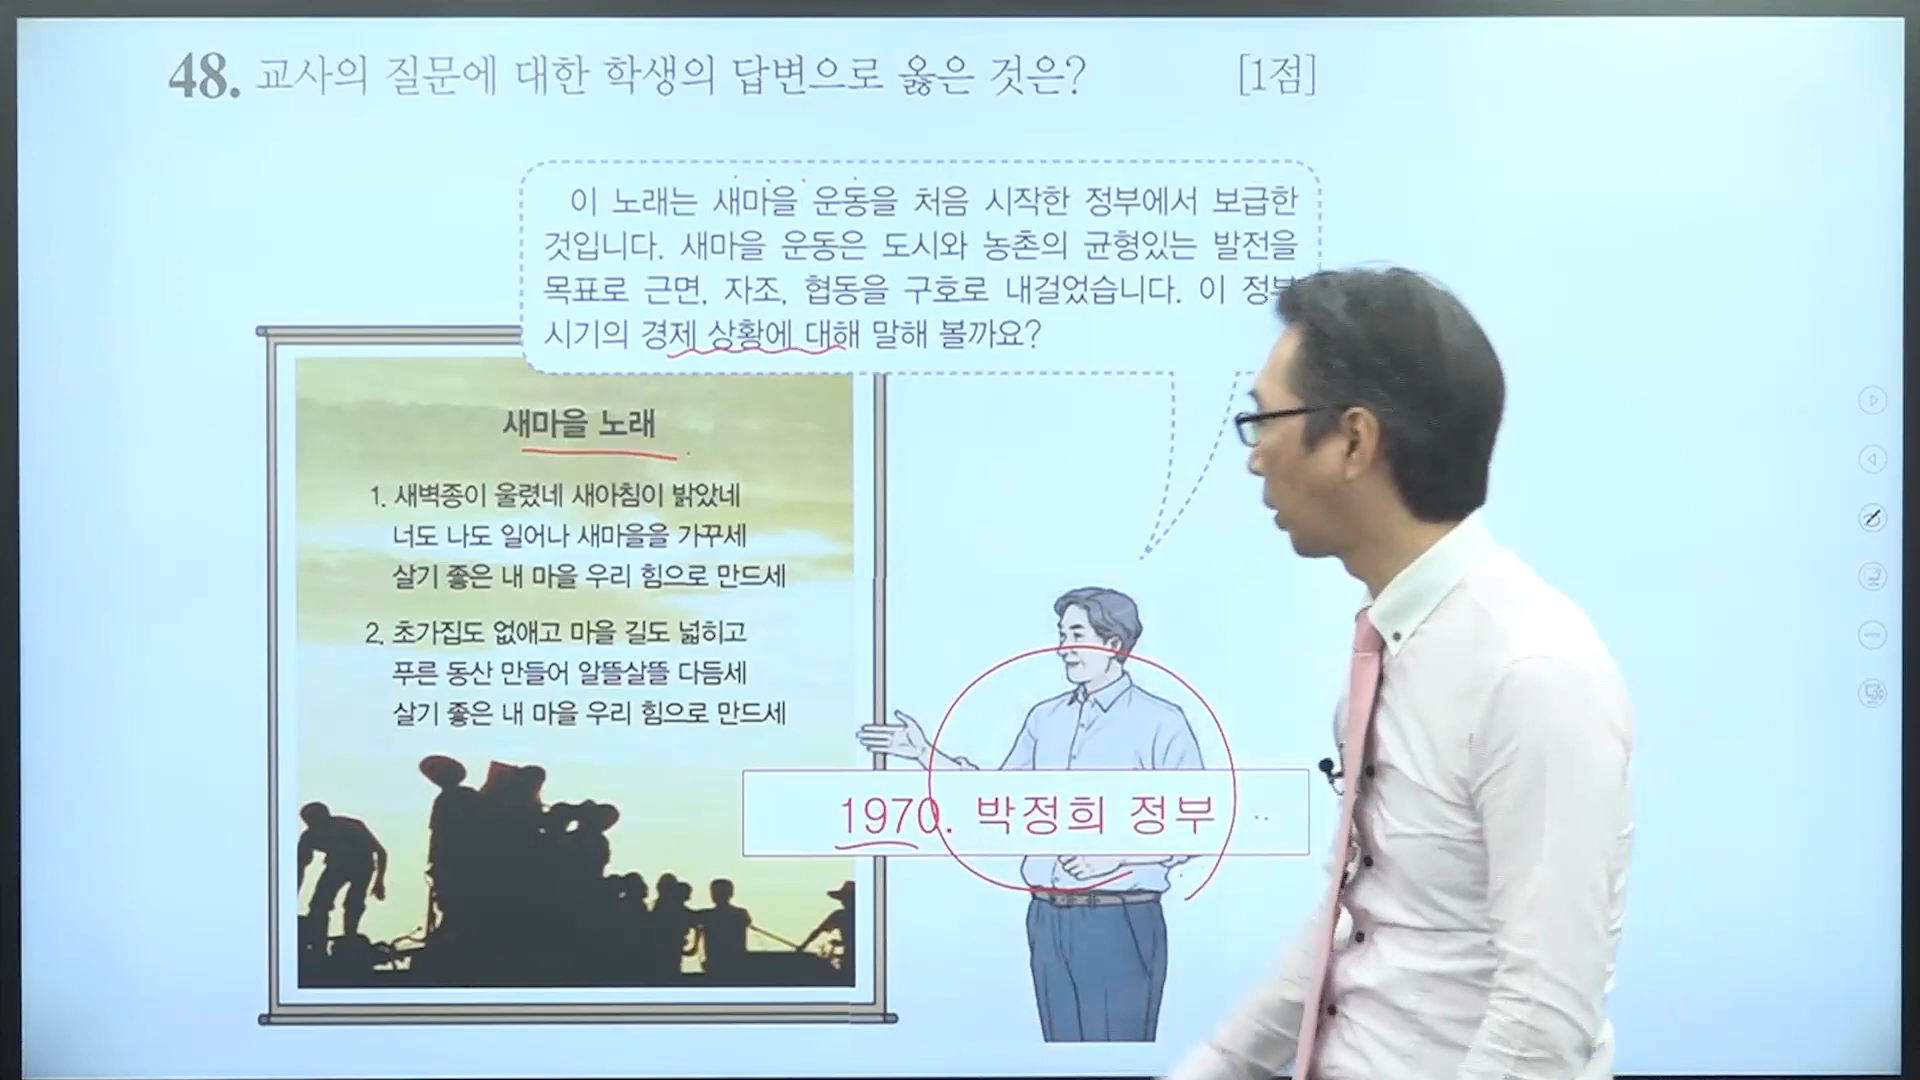 48. 교사의 질문에 대한 학생의 답변으로 옳은 것은? [1점]
이 노래는 새마을 운동을 처음 시작한 정부에서 보급한
것입니다. 새마을 운동은 도시와 농촌의 균형있는 발전을
목표로 근면, 자조, 협동을 구호로 내걸었습니다. 이 정부
시기의 경제 상황에 대해 말해 볼까요?
새마을 노래
1. 새벽종이 울렸네 새아침이 밝았네
너도 나도 일어나 새마을을 가꾸세
살기 좋은 내 마을 우리 힘으로 만드세
2. 초가집도 없애고 마을 길도 넓히고
푸른 동산 만들어 알뜰살뜰 다듬세
살기 좋은 내 마을 우리 힘으로 만드세
1970. 박정희 정부